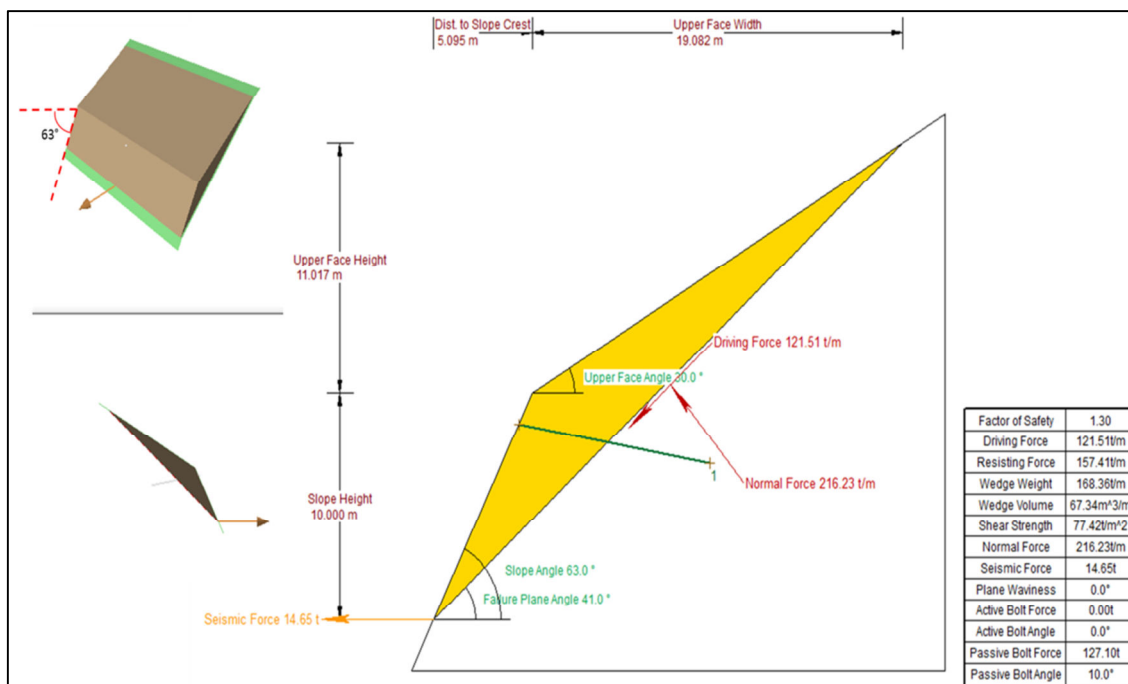 Dist. to Slope Crest
5.095 m
Upper Face Width
19.082 m
63°
Upper Face Height
11.017 m
Driving Force 121.51 t/m
Upper Face Angle 30.0 °
1
Normal Force 216.23 t/m
Slope Height
10.000 m
Slope Angle 63.0 °
Failure Plane Angle 41.0 °
Seismic Force 14.65 t
Factor of Safety 1.30
Driving Force 121.51t/m
Resisting Force 157.41t/m
Wedge Weight 168.36t/m
Wedge Volume 67.34m^3/m
Shear Strength 77.42t/m^2
Normal Force 216.23t/m
Seismic Force 14.65t
Plane Waviness 0.0°
Active Bolt Force 0.00t
Active Bolt Angle 0.0°
Passive Bolt Force 127.10t
Passive Bolt Angle 10.0°